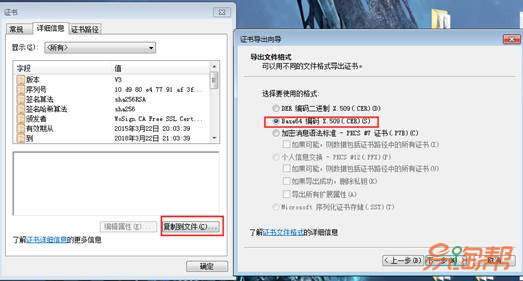 证书
常规 详细信息 证书路径
显示(S): <所有>
字段 值
版本 V3
序列号 10 d9 80 e4 77 91 af 3f...
签名算法 sha256RSA
签名哈希算法 sha256
颁发者 WoSign CA Free SSL Cert...
有效期从 2015年3月22日 20:03:39
到 2018年3月22日 21:03:39
编辑属性(E)... 复制到文件(C)...
了解证书详细信息的更多信息
确定
证书导出向导
导出文件格式
可以用不同的文件格式导出证书。
选择要使用的格式:
DER 编码二进制 X.509(.CER)(D)
Base64 编码 X.509(.CER)(S)
加密消息语法标准 - PKCS #7 证书(.P7B)(C)
如果可能，则数据包括证书路径中的所有证书(I)
个人信息交换 - PKCS #12(.PFX)(P)
如果可能，则数据包括证书路径中的所有证书(U)
如果导出成功，删除私钥(K)
导出所有扩展属性(A)
Microsoft 序列化证书存储(.SST)(T)
了解证书文件格式的详细信息
< 上一步(B) 下一步(N) > 取消
易淘帮